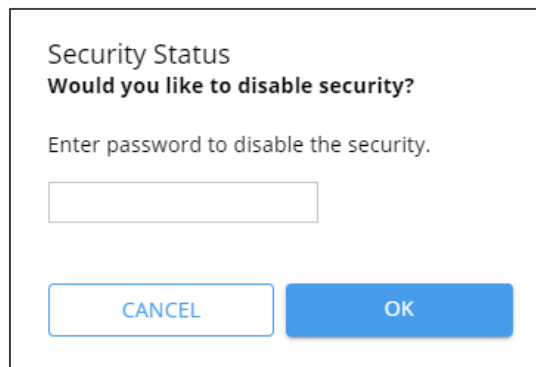 Security Status
Would you like to disable security?
Enter password to disable the security.
CANCEL
OK